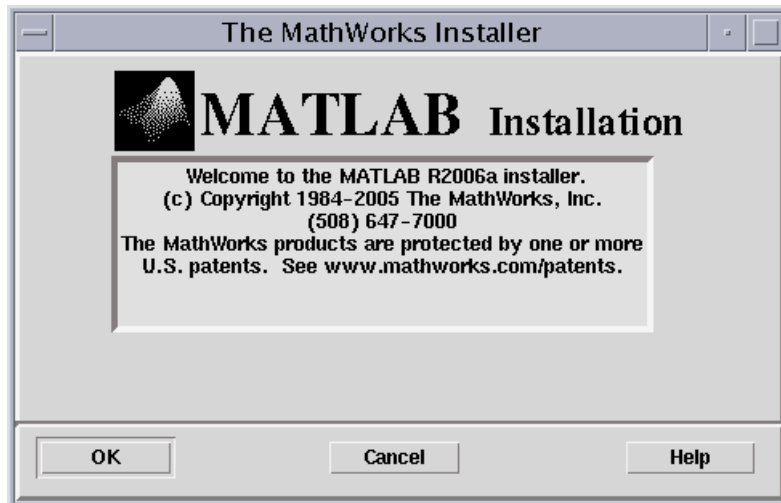 The MathWorks Installer
MATLAB Installation
Welcome to the MATLAB R2006a installer.
(c) Copyright 1984-2005 The MathWorks, Inc.
(508) 647-7000
The MathWorks products are protected by one or more
U.S. patents. See www.mathworks.com/patents.
OK
Cancel
Help